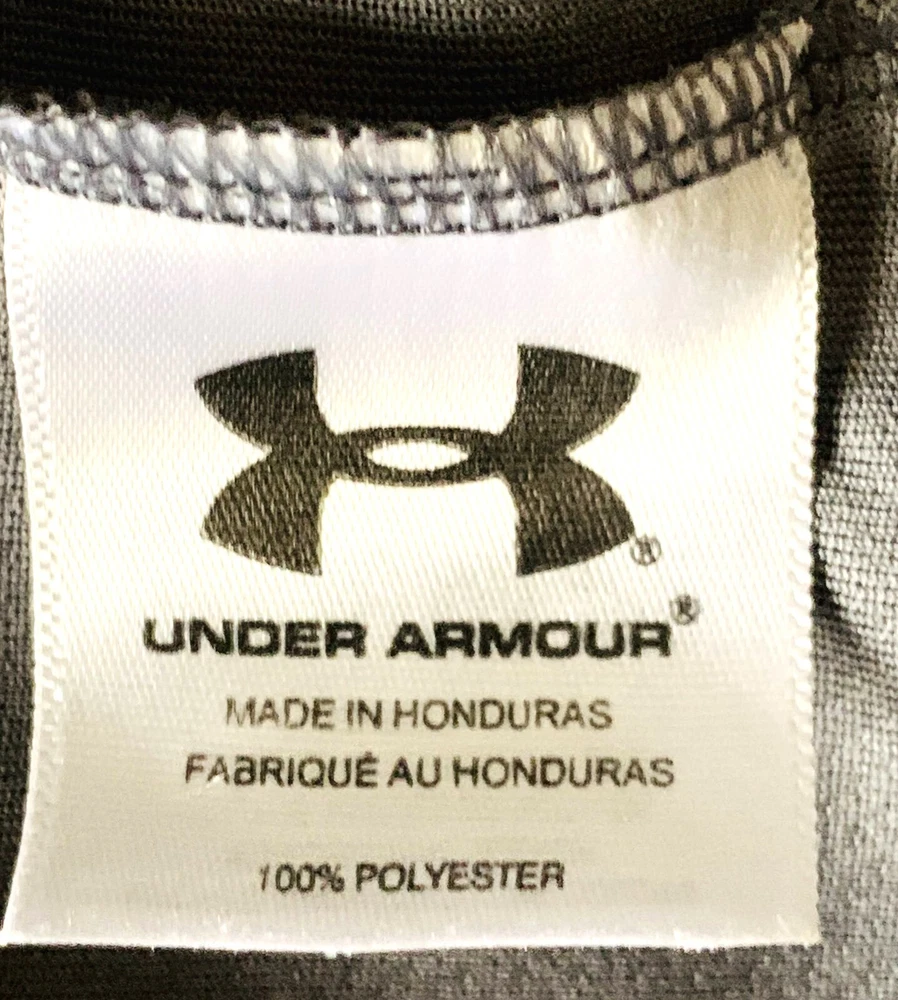 ®
UNDER ARMOUR®
MADE IN HONDURAS
FABRIQUÉ AU HONDURAS
100% POLYESTER